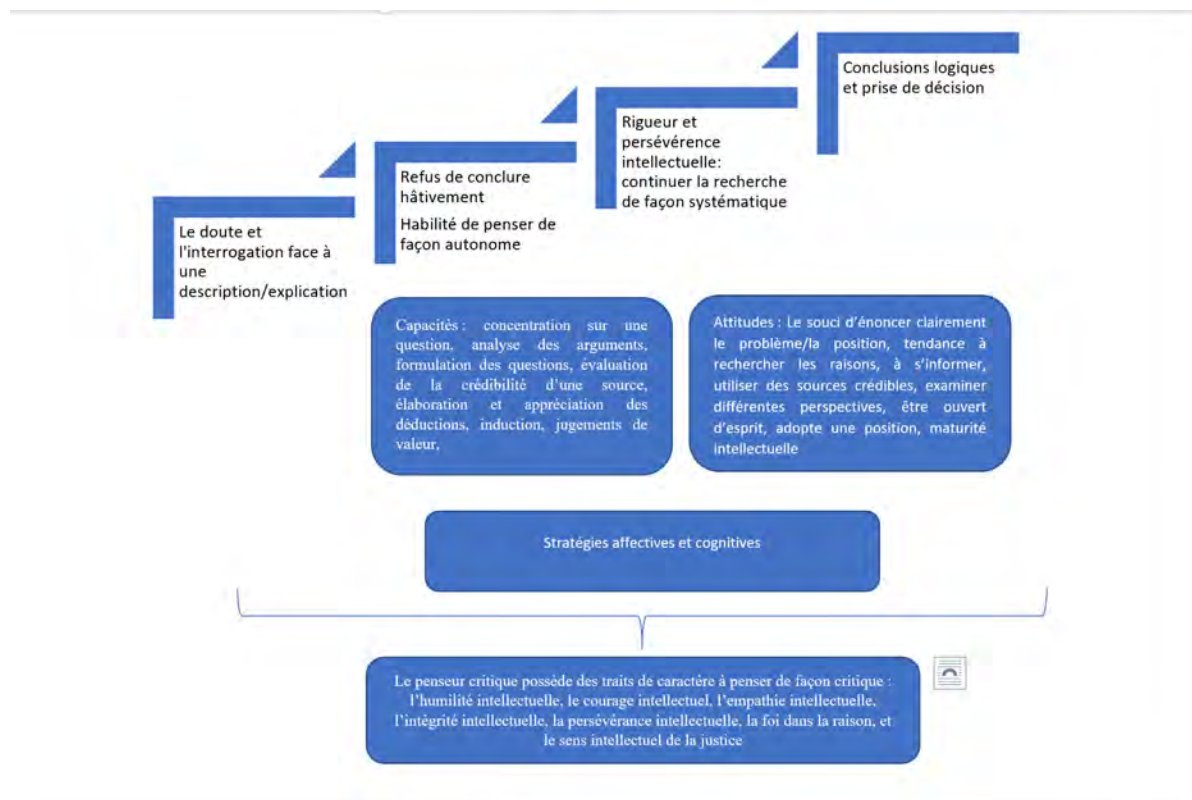 Le doute et
l'interrogation face à
une
description/explication
Refus de conclure
hâtivement
Habilité de penser de
façon autonome
Rigueur et
persévérence
intellectuelle:
continuer la recherche
de façon systématique
Conclusions logiques
et prise de décision
Capacités : concentration sur une
question, analyse des arguments,
formulation des questions, évaluation
de la crédibilité d’une source,
élaboration et appréciation des
déductions, induction, jugements de
valeur,
Attitudes : Le souci d’énoncer clairement
le problème/la position, tendance à
rechercher les raisons, à s’informer,
utiliser des sources crédibles, examiner
différentes perspectives, être ouvert
d’esprit, adopte une position, maturité
intellectuelle
Stratégies affectives et cognitives
Le penseur critique possède des traits de caractère à penser de façon critique :
l’humilité intellectuelle, le courage intellectuel, l’empathie intellectuelle,
l’intégrité intellectuelle, la persévérance intellectuelle, la foi dans la raison, et
le sens intellectuel de la justice